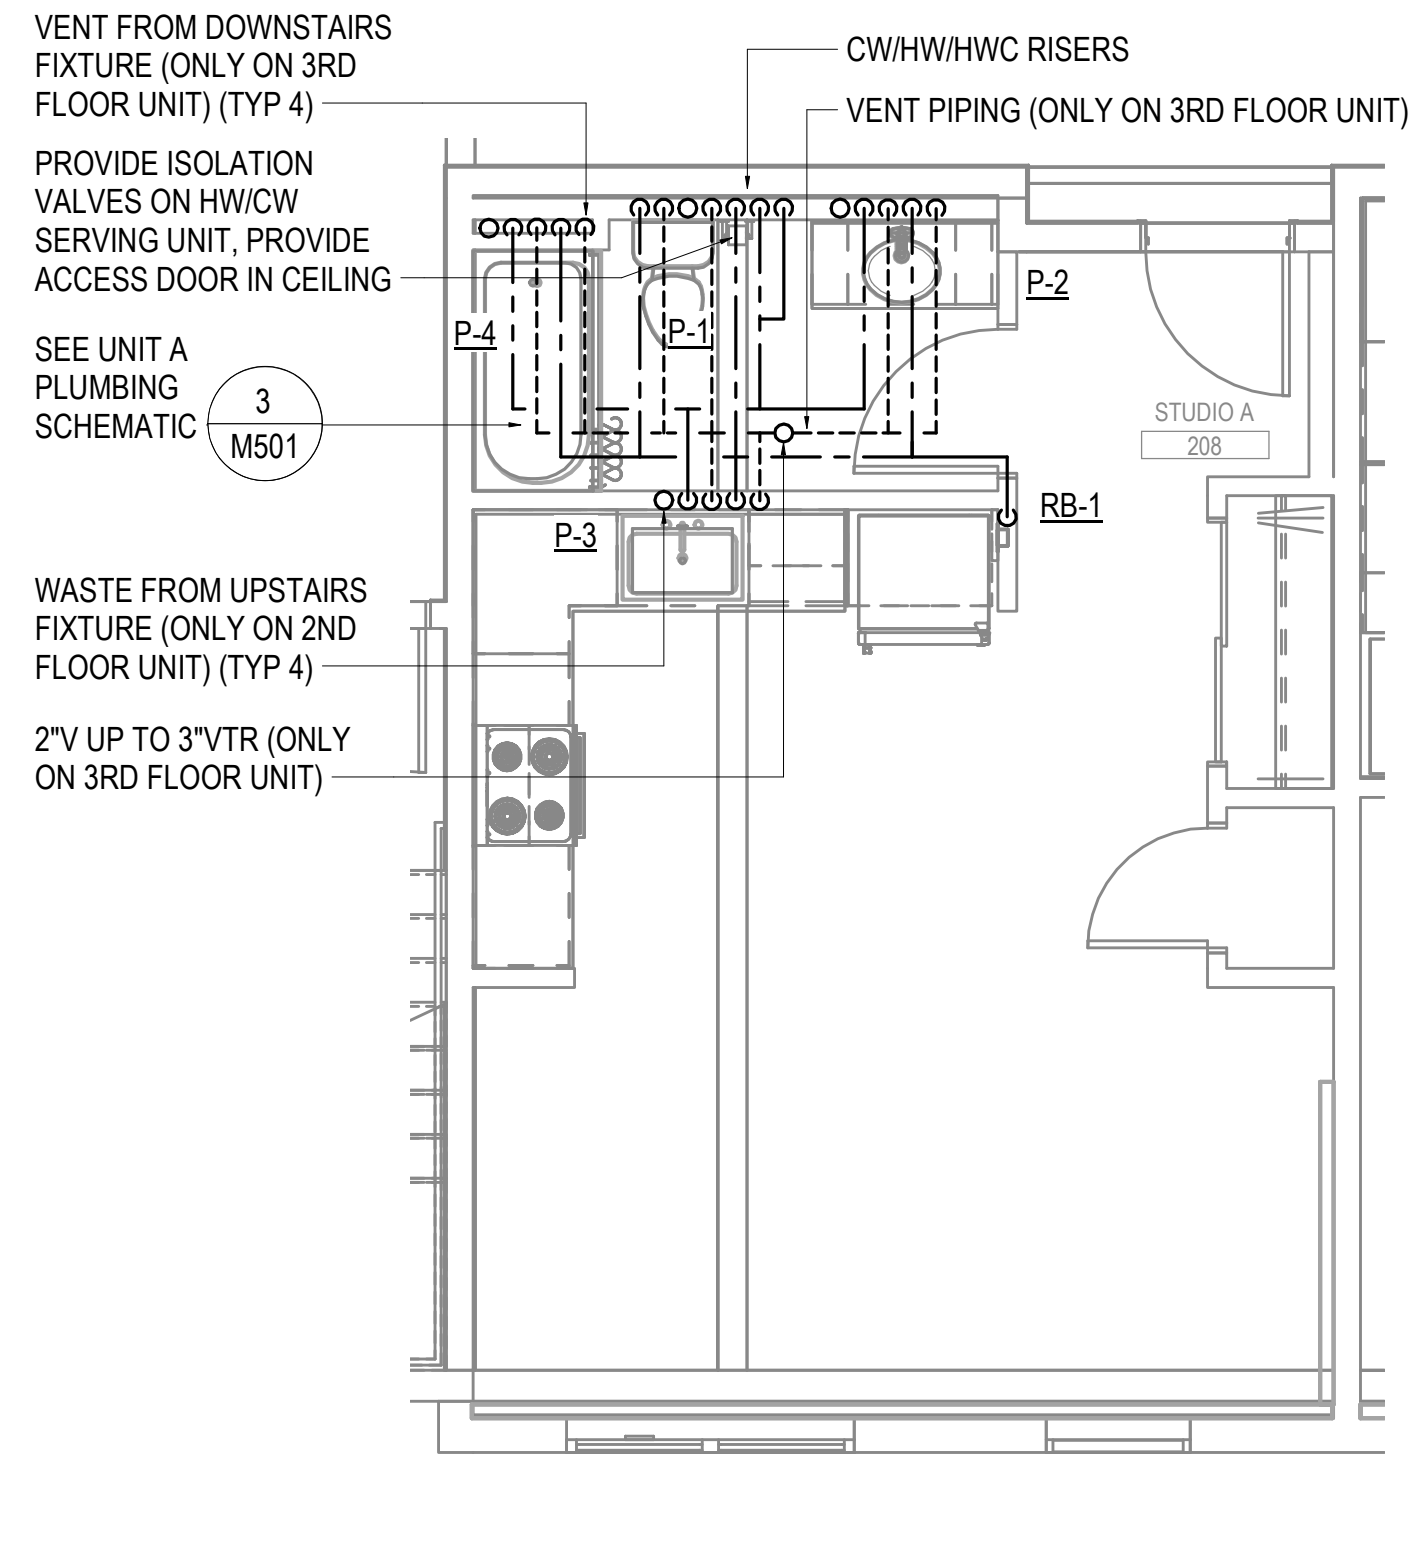 VENT FROM DOWNSTAIRS
FIXTURE (ONLY ON 3RD
FLOOR UNIT) (TYP 4)
CW/HW/HWC RISERS
VENT PIPING (ONLY ON 3RD FLOOR UNIT)
PROVIDE ISOLATION
VALVES ON HW/CW
SERVING UNIT, PROVIDE
ACCESS DOOR IN CEILING
P-2
P-4
P-1
SEE UNIT A
PLUMBING
SCHEMATIC
3
M501
STUDIO A
208
RB-1
P-3
WASTE FROM UPSTAIRS
FIXTURE (ONLY ON 2ND
FLOOR UNIT) (TYP 4)
2"V UP TO 3"VTR (ONLY
ON 3RD FLOOR UNIT)